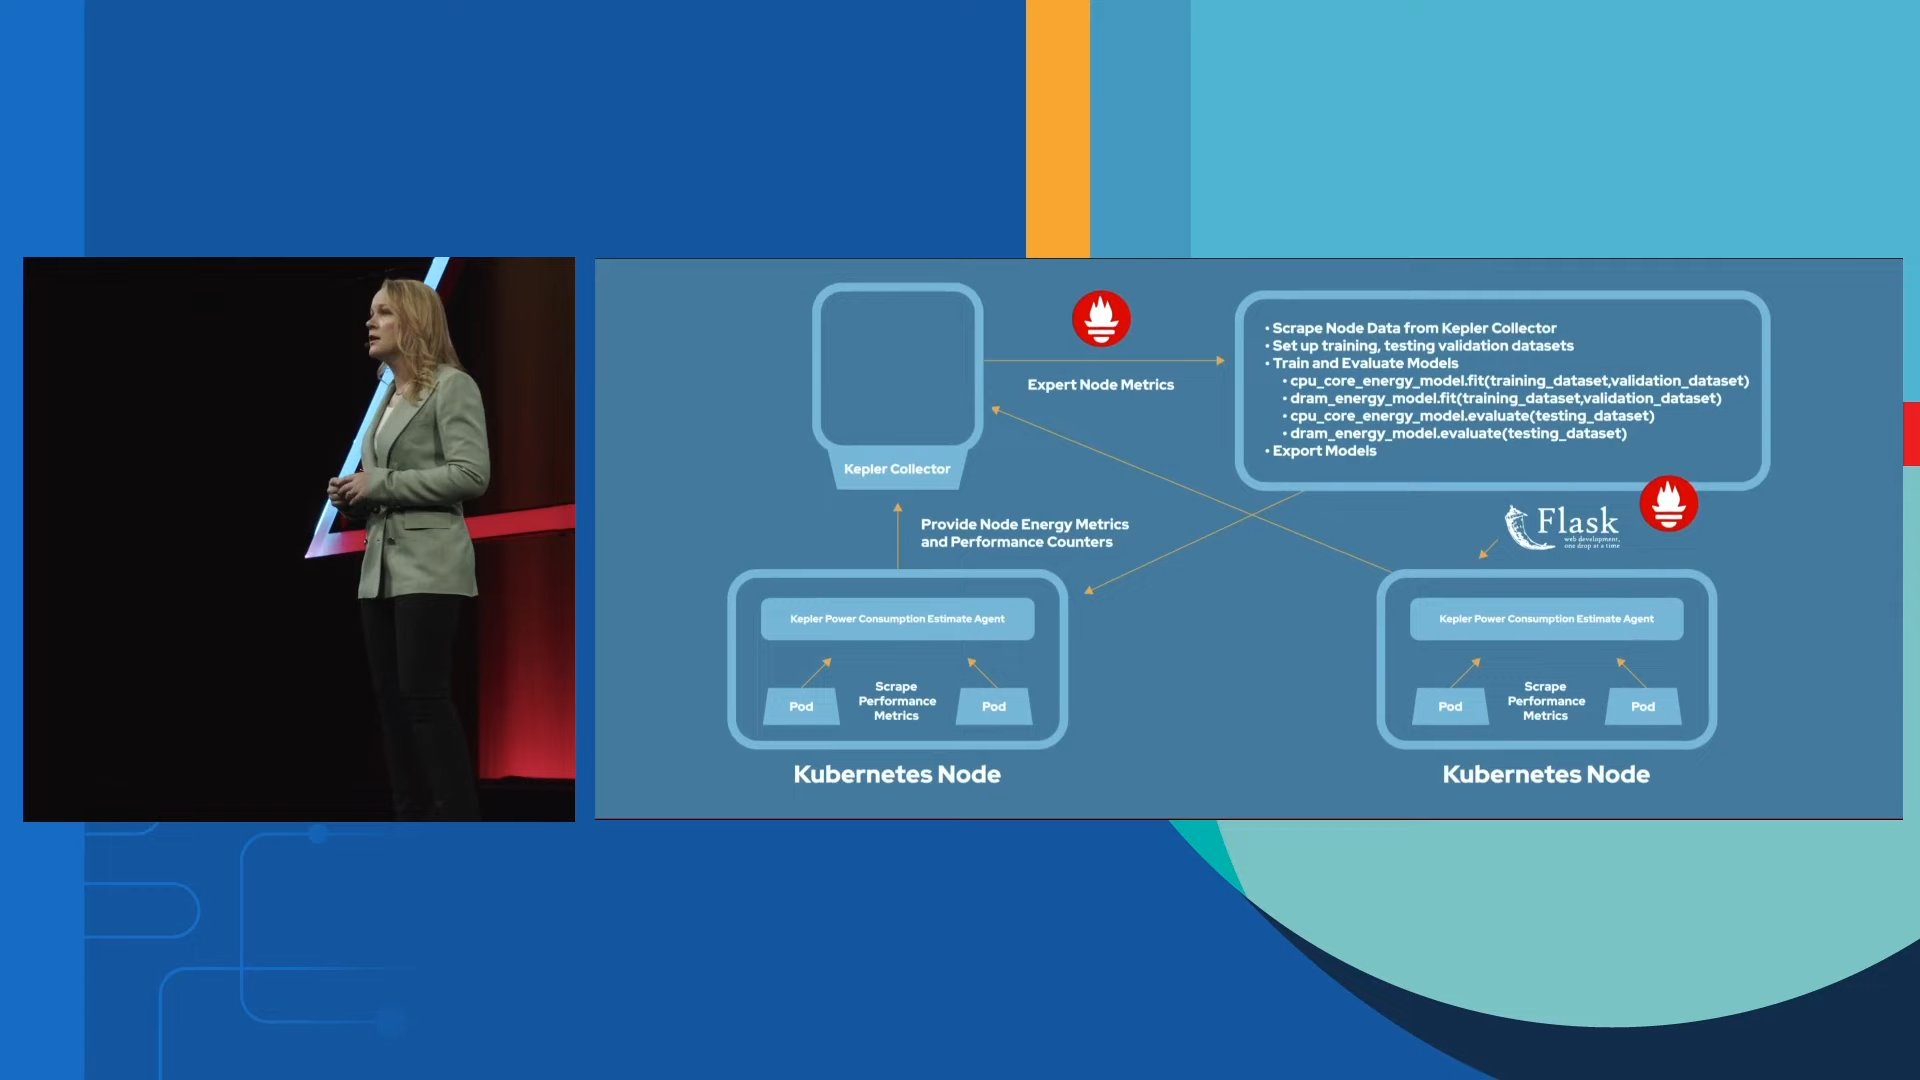 Expert Node Metrics
• Scrape Node Data from Kepler Collector
• Set up training, testing validation datasets
• Train and Evaluate Models
• cpu_core_energy_model.fit(training_dataset,validation_dataset)
• dram_energy_model.fit(training_dataset,validation_dataset)
• cpu_core_energy_model.evaluate(testing_dataset)
• dram_energy_model.evaluate(testing_dataset)
• Export Models
Kepler Collector
Provide Node Energy Metrics
and Performance Counters
Flask
web development,
one drop at a time
Kepler Power Consumption Estimate Agent
Pod
Scrape
Performance
Metrics
Pod
Kubernetes Node
Kepler Power Consumption Estimate Agent
Pod
Scrape
Performance
Metrics
Pod
Kubernetes Node